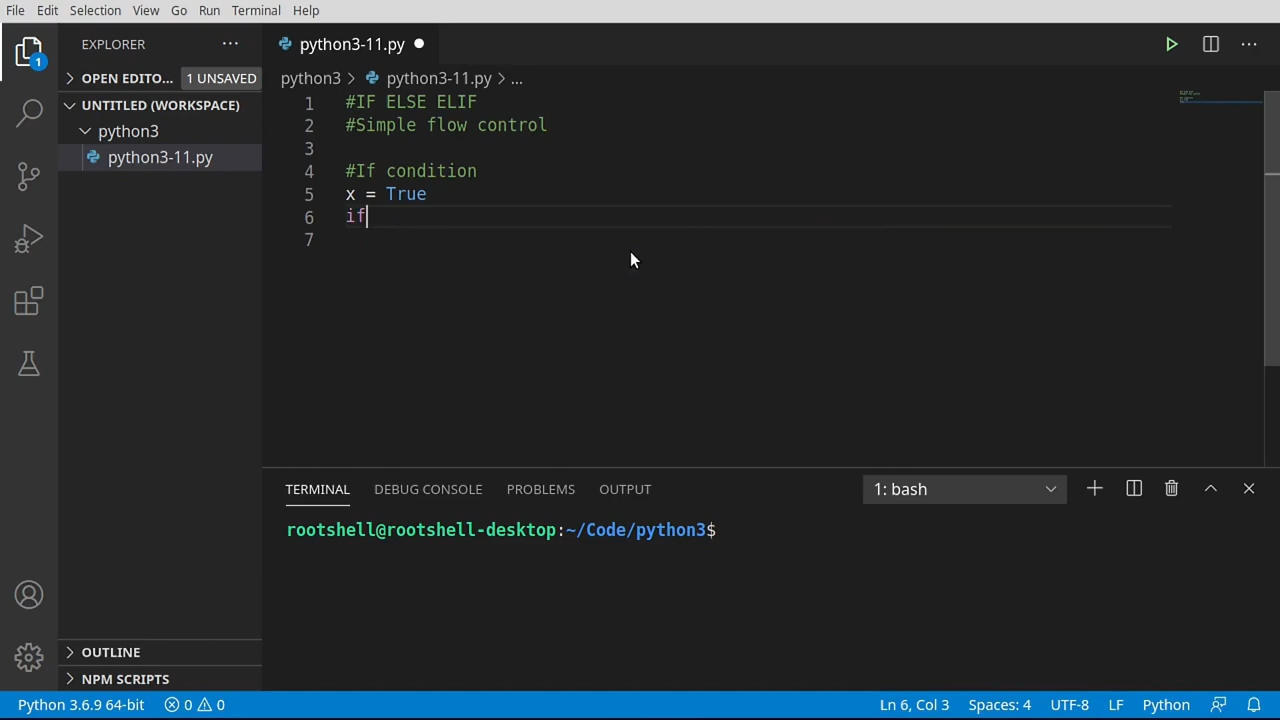 File Edit Selection View Go Run Terminal Help
EXPLORER
python3-11.py
OPEN EDITO... 1 UNSAVED
python3 > python3-11.py > ...
UNTITLED (WORKSPACE)
python3
python3-11.py
1 #IF ELSE ELIF
2 #Simple flow control
3
4 #If condition
5 x = True
6 if
7
1
TERMINAL DEBUG CONSOLE PROBLEMS OUTPUT 1: bash
rootshell@rootshell-desktop:~/Code/python3$
OUTLINE
NPM SCRIPTS
Python 3.6.9 64-bit 0 0 Ln 6, Col 3 Spaces: 4 UTF-8 LF Python